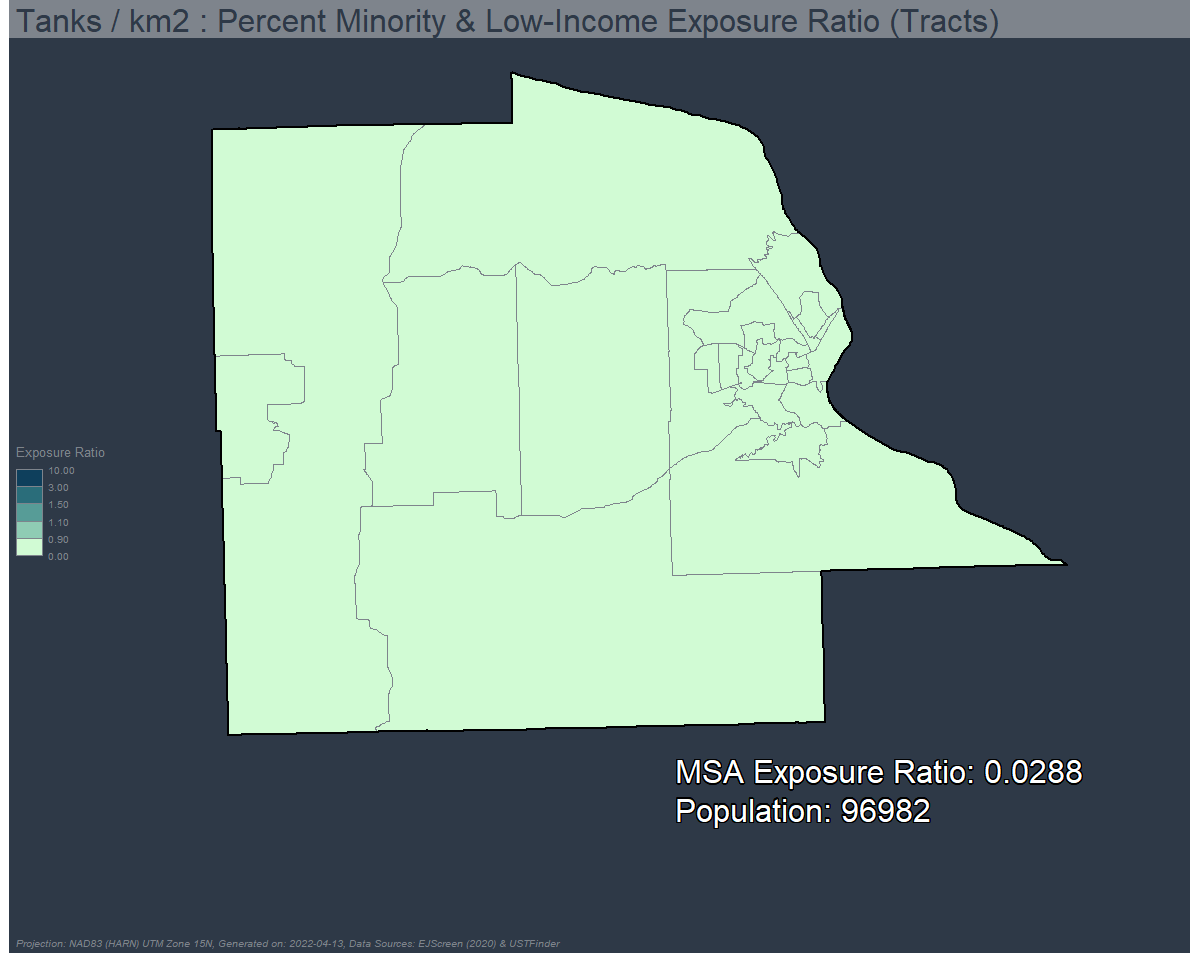 Tanks / km2 : Percent Minority & Low-Income Exposure Ratio (Tracts)
Exposure Ratio
10.00
3.00
1.50
1.10
0.90
0.00
MSA Exposure Ratio: 0.0288
Population: 96982
Projection: NAD83 (HARN) UTM Zone 15N, Generated on: 2022-04-13, Data Sources: EJScreen (2020) & USTFinder